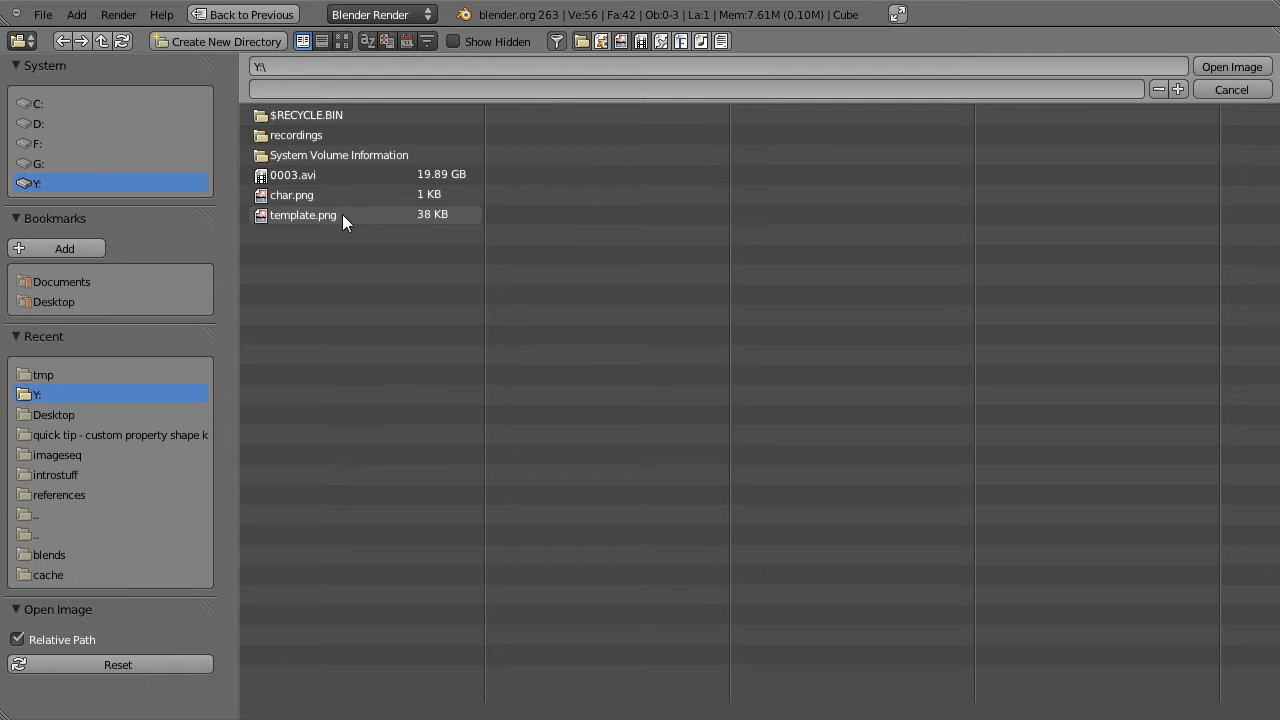 File Add Render Help Back to Previous Blender Render blender.org 263 | Ve:56 | Fa:42 | Ob:0-3 | La:1 | Mem:7.61M (0.10M) | Cube
Create New Directory Show Hidden
System
C:
D:
F:
G:
Y:
Bookmarks
Add
Documents
Desktop
Recent
tmp
Y:
Desktop
quick tip - custom property shape k
imageseq
introstuff
references
..
..
blends
cache
Open Image
Relative Path
Reset
Y:\ Open Image
Cancel
$RECYCLE.BIN
recordings
System Volume Information
0003.avi 19.89 GB
char.png 1 KB
template.png 38 KB